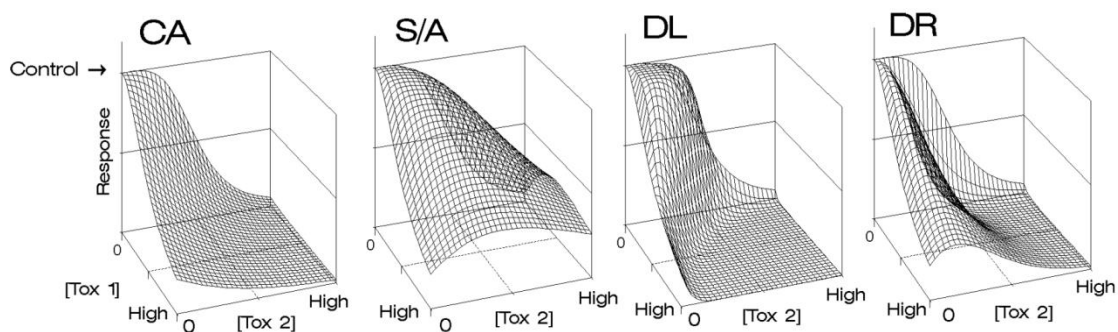 CA
S/A
DL
DR
Control →
Response
0
0
0
0
[Tox 1]
High
High
High
High
High
High
High
High
0
0
0
0
[Tox 2]
[Tox 2]
[Tox 2]
[Tox 2]